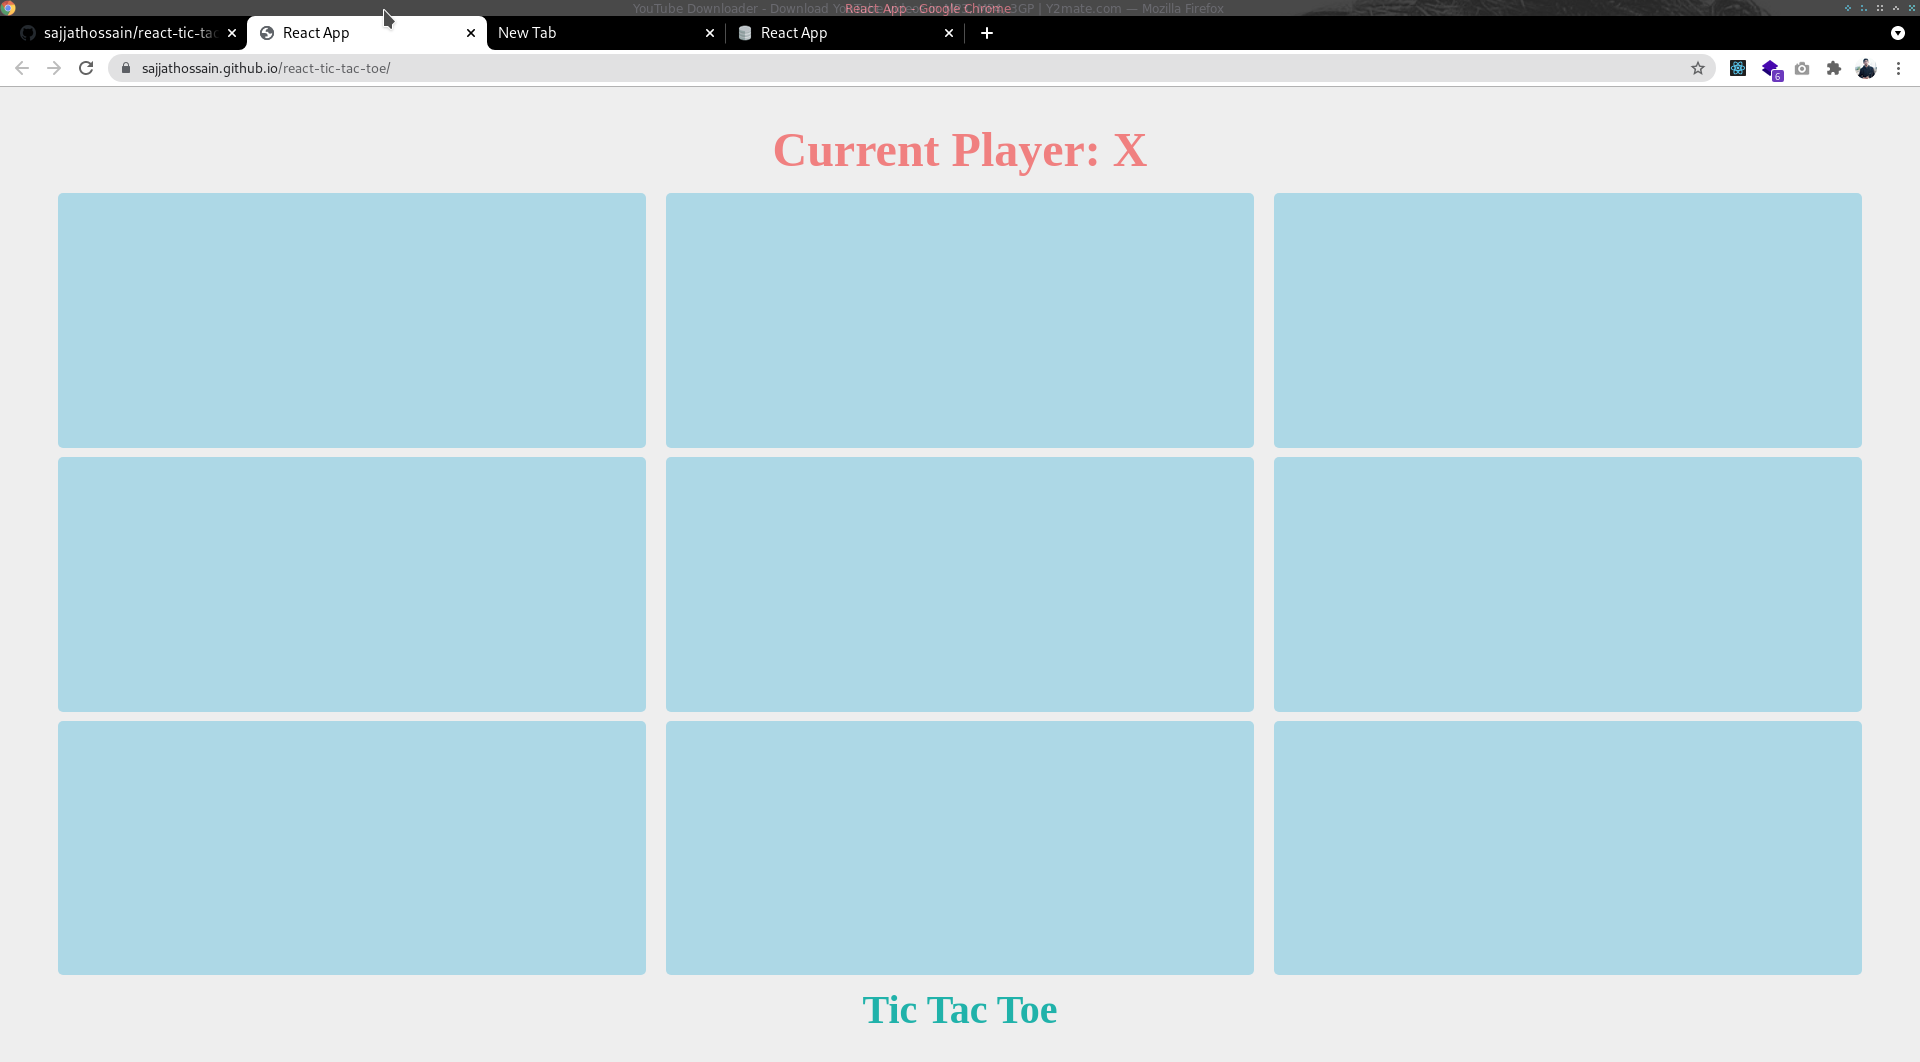 YouTube Downloader - Download Yo
React App - Google Chrome
3GP | Y2mate.com — Mozilla Firefox
sajjathossain/react-tic-tac
React App
New Tab
React App
sajjathossain.github.io/react-tic-tac-toe/
6
Current Player: X
Tic Tac Toe